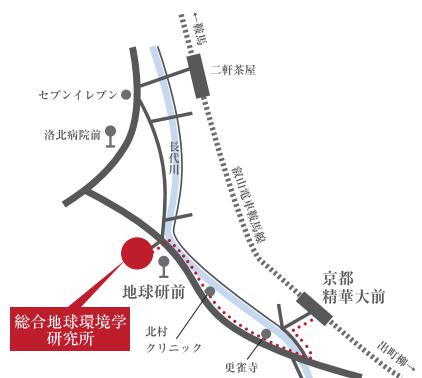 ←鞍馬
二軒茶屋
セブンイレブン
洛北病院前
長代川
叡山電車鞍馬線
地球研前
京都
精華大前
総合地球環境学
研究所
北村
クリニック
更雀寺
出町柳→